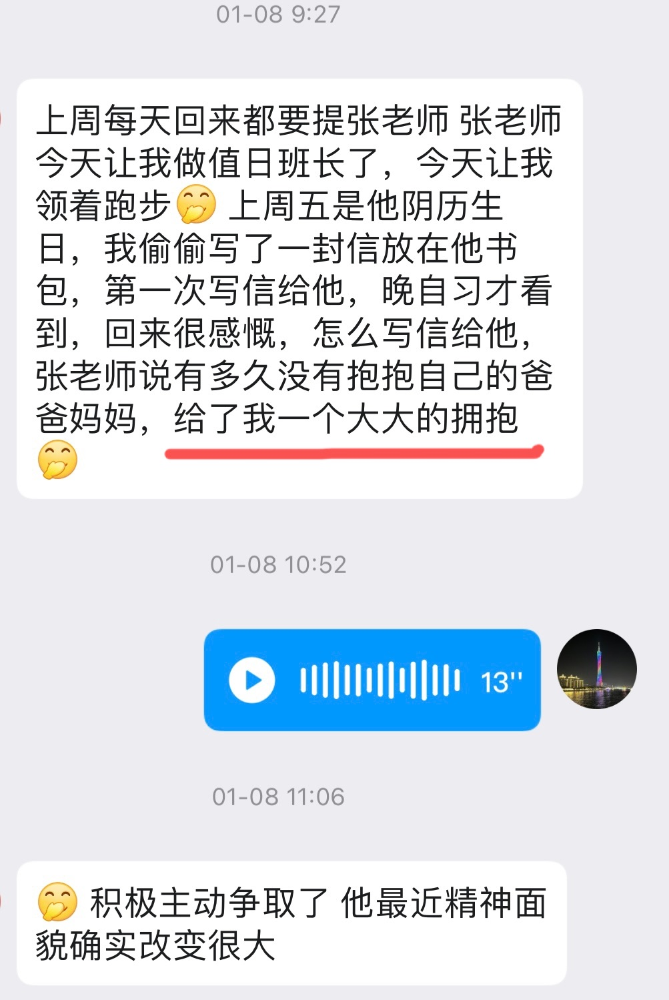 01-08 9:27
上周每天回来都要提张老师 张老师
今天让我做值日班长了，今天让我
领着跑步🤭 上周五是他阴历生
日，我偷偷写了一封信放在他书
包，第一次写信给他，晚自习才看
到，回来很感慨，怎么写信给他，
张老师说有多久没有抱抱自己的爸
爸妈妈，给了我一个大大的拥抱
🤭
01-08 10:52
13''
01-08 11:06
🤭 积极主动争取了 他最近精神面
貌确实改变很大